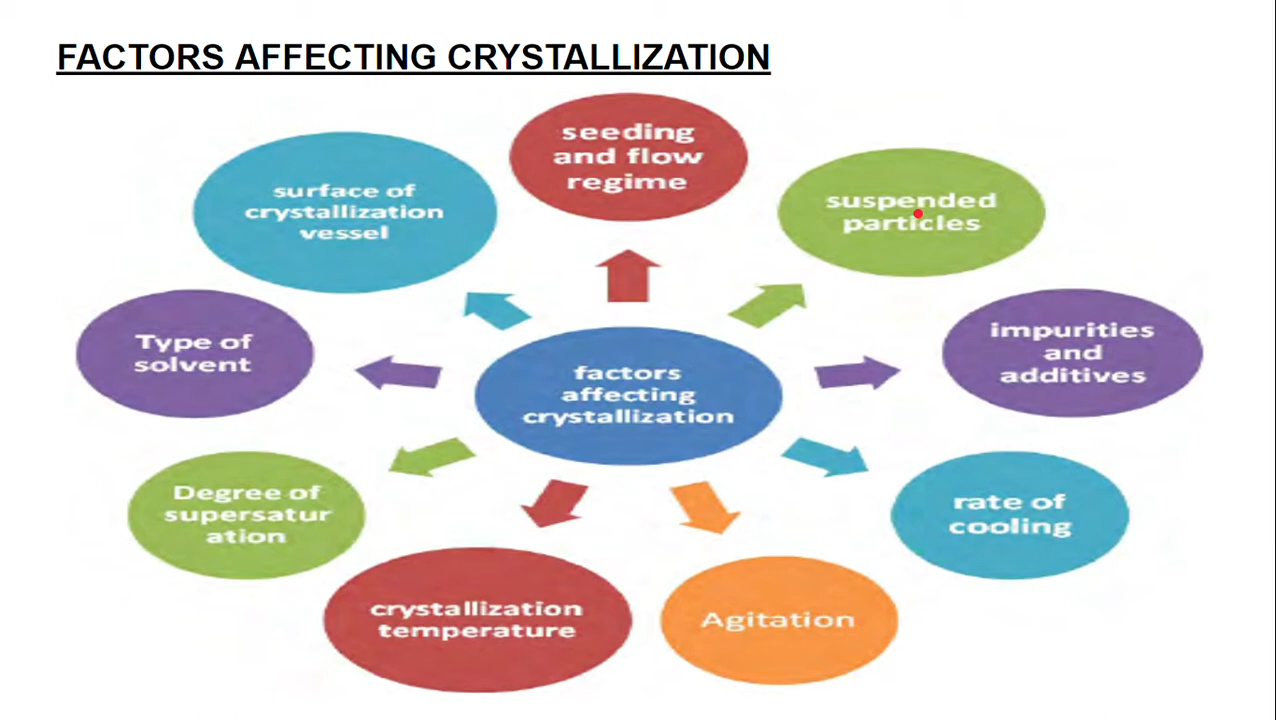 FACTORS AFFECTING CRYSTALLIZATION
seeding
and flow
regime
suspended
particles
impurities
and
additives
rate of
cooling
Agitation
crystallization
temperature
Degree of
supersatur
ation
Type of
solvent
surface of
crystallization
vessel
factors
affecting
crystallization